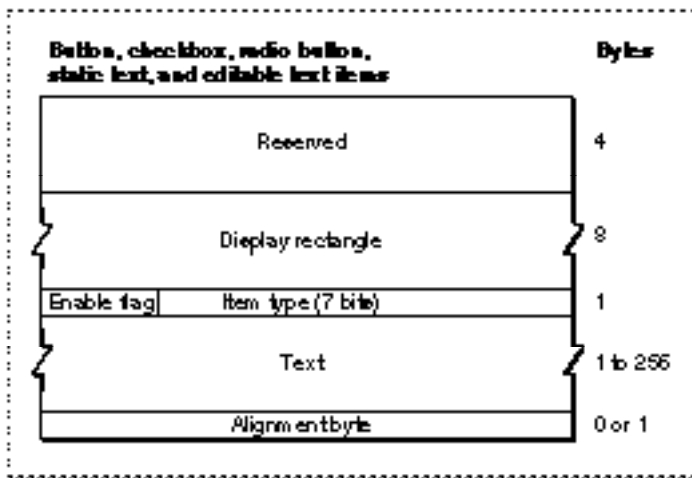 Button, checkbox, radio button, Bytes
static text, and editable text items
Reserved 4
Display rectangle 8
Enable flag Item type (7 bits) 1
Text 1 to 256
Alignment byte 0 or 1